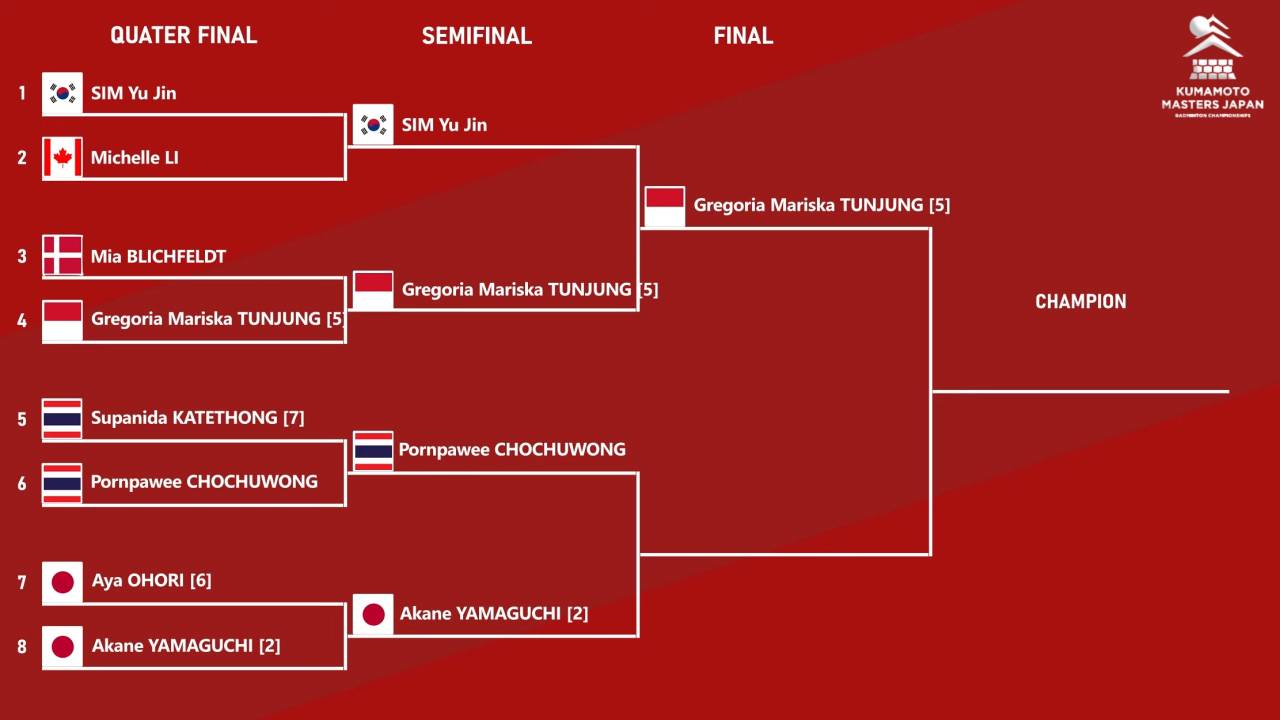 QUATER FINAL
SEMIFINAL
FINAL
KUMAMOTO
MASTERS JAPAN
BADMINTON CHAMPIONSHIPS
1 SIM Yu Jin
2 Michelle LI
3 Mia BLICHFELDT
4 Gregoria Mariska TUNJUNG [5]
5 Supanida KATETHONG [7]
6 Pornpawee CHOCHUWONG
7 Aya OHORI [6]
8 Akane YAMAGUCHI [2]
SIM Yu Jin
Gregoria Mariska TUNJUNG [5]
Pornpawee CHOCHUWONG
Akane YAMAGUCHI [2]
Gregoria Mariska TUNJUNG [5]
CHAMPION